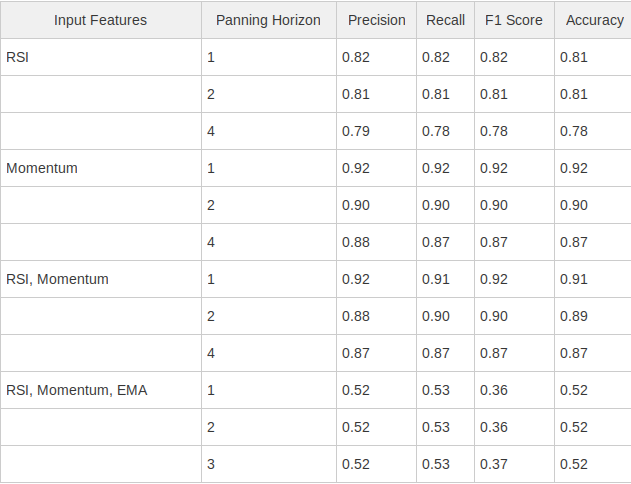 Input Features Panning Horizon Precision Recall F1 Score Accuracy
RSI 1 0.82 0.82 0.82 0.81
2 0.81 0.81 0.81 0.81
4 0.79 0.78 0.78 0.78
Momentum 1 0.92 0.92 0.92 0.92
2 0.90 0.90 0.90 0.90
4 0.88 0.87 0.87 0.87
RSI, Momentum 1 0.92 0.91 0.92 0.91
2 0.88 0.90 0.90 0.89
4 0.87 0.87 0.87 0.87
RSI, Momentum, EMA 1 0.52 0.53 0.36 0.52
2 0.52 0.53 0.36 0.52
3 0.52 0.53 0.37 0.52